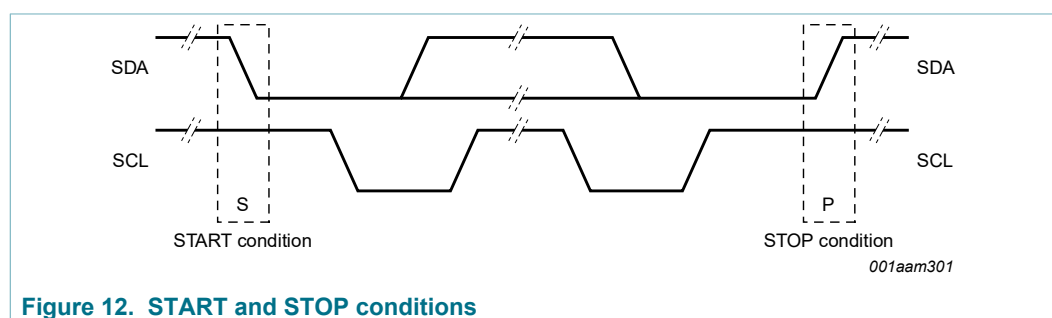 SDA
SDA
SCL
SCL
S
P
START condition
STOP condition
001aam301
Figure 12. START and STOP conditions